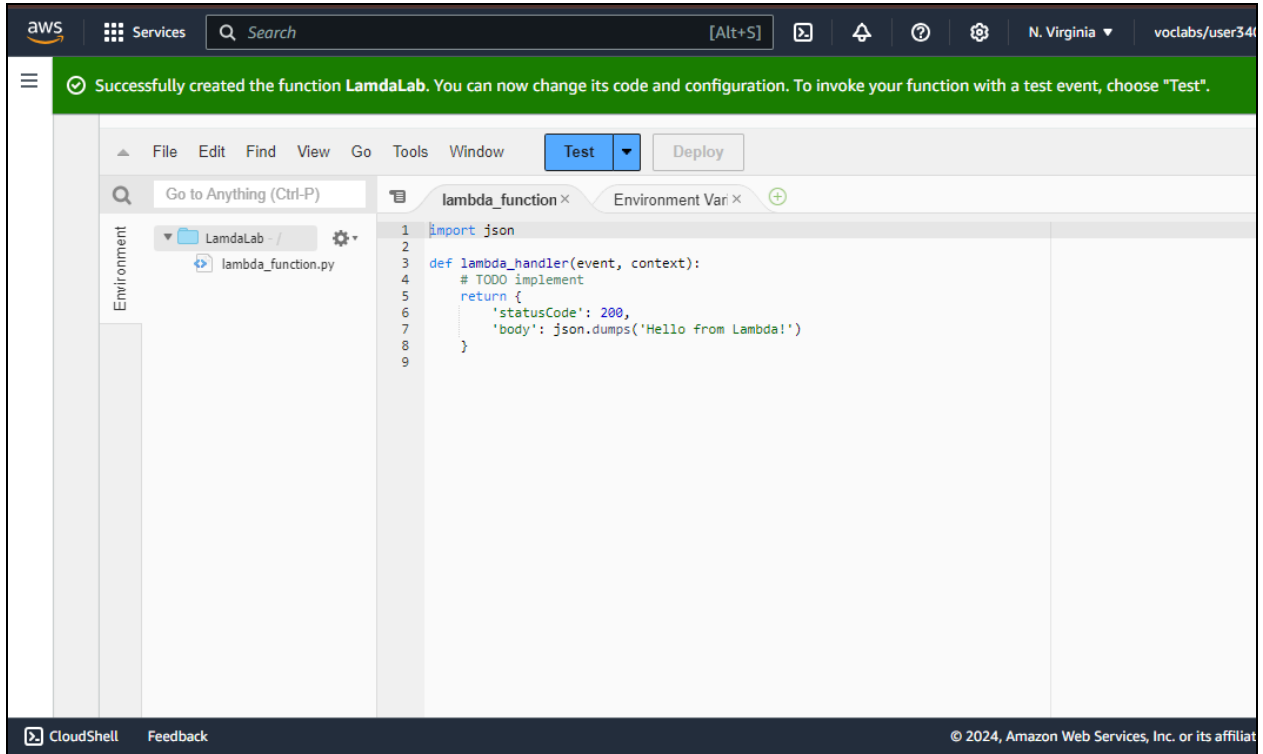 aws Services Search [Alt+S] N. Virginia voclabs/user340
Successfully created the function LamdaLab. You can now change its code and configuration. To invoke your function with a test event, choose "Test".
File Edit Find View Go Tools Window Test Deploy
Go to Anything (Ctrl-P) lambda_function × Environment Vari ×
Environment
LamdaLab - /
lambda_function.py
1 import json
2
3 def lambda_handler(event, context):
4     # TODO implement
5     return {
6         'statusCode': 200,
7         'body': json.dumps('Hello from Lambda!')
8     }
9
CloudShell Feedback © 2024, Amazon Web Services, Inc. or its affiliat